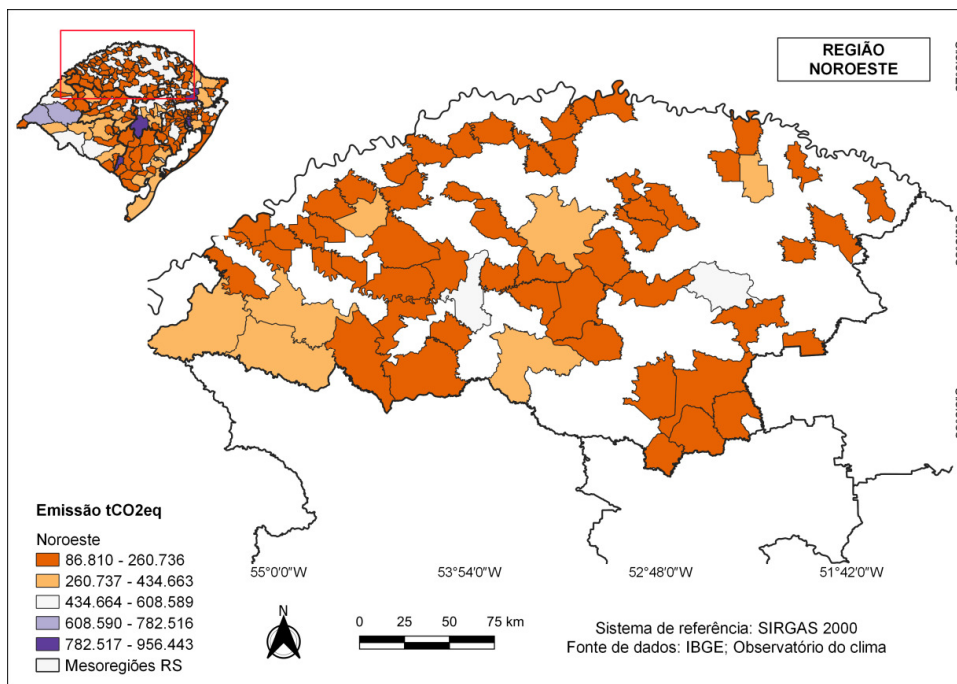 REGIÃO
NOROESTE
Emissão tCO2eq
Noroeste
86.810 - 260.736
260.737 - 434.663
434.664 - 608.589
608.590 - 782.516
782.517 - 956.443
Mesoregiões RS
55°0'0"W
53°54'0"W
52°48'0"W
51°42'0"W
N
0 25 50 75 km
Sistema de referência: SIRGAS 2000
Fonte de dados: IBGE; Observatório do clima